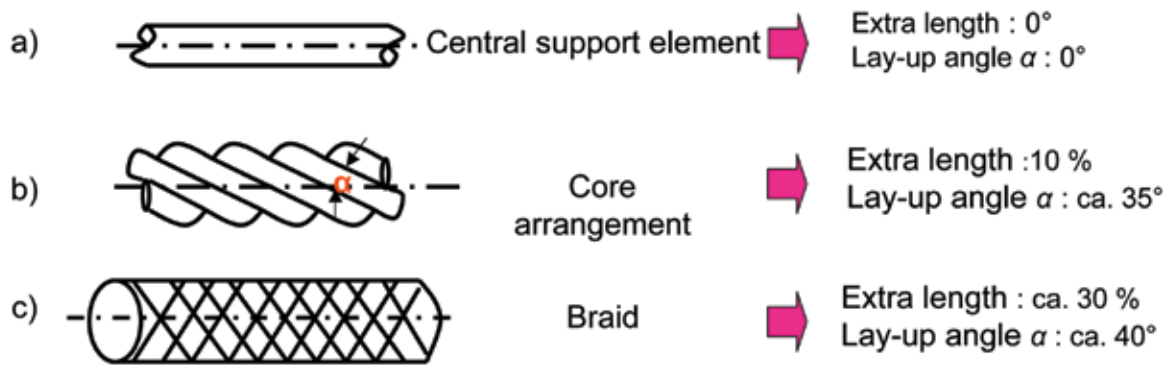 a)
Central support element
Extra length : 0°
Lay-up angle α : 0°
b)
α
Core
arrangement
Extra length :10 %
Lay-up angle α : ca. 35°
c)
Braid
Extra length : ca. 30 %
Lay-up angle α : ca. 40°